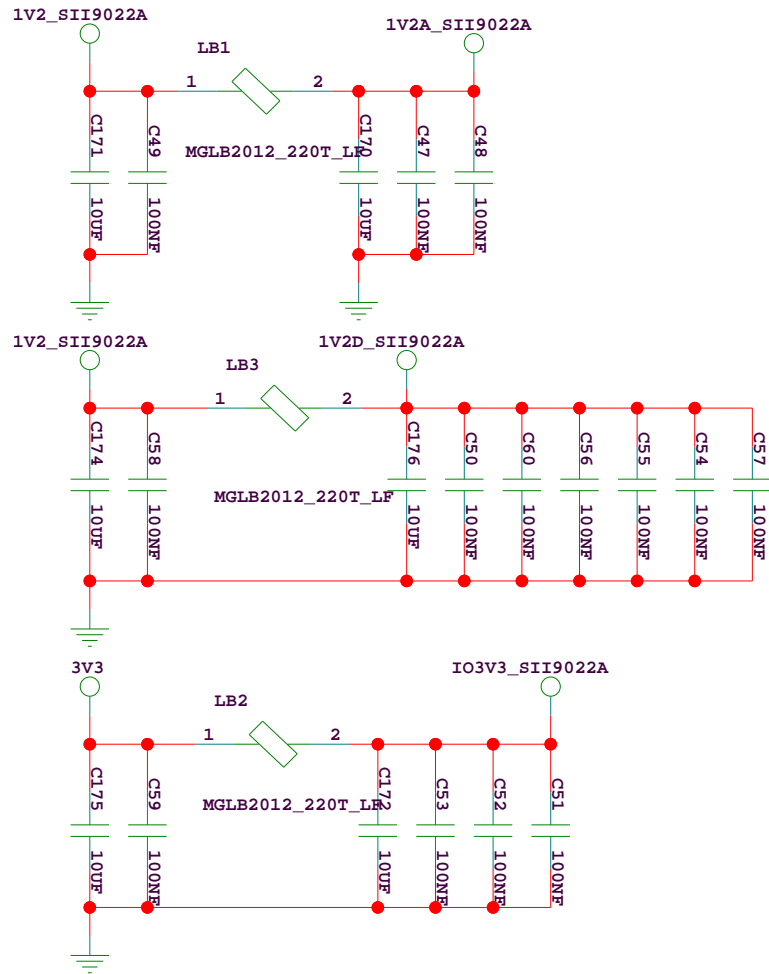 1V2_SII9022A
1V2A_SII9022A
LB1
1
2
C171
C49
C170
C47
C48
MGLB2012_220T_LF
10UF
100NF
10UF
100NF
100NF
1V2_SII9022A
1V2D_SII9022A
LB3
1
2
C174
C58
C176
C50
C60
C56
C55
C54
C57
MGLB2012_220T_LF
10UF
100NF
10UF
100NF
100NF
100NF
100NF
100NF
100NF
3V3
IO3V3_SII9022A
LB2
1
2
C175
C59
C172
C53
C52
C51
MGLB2012_220T_LF
10UF
100NF
10UF
100NF
100NF
100NF